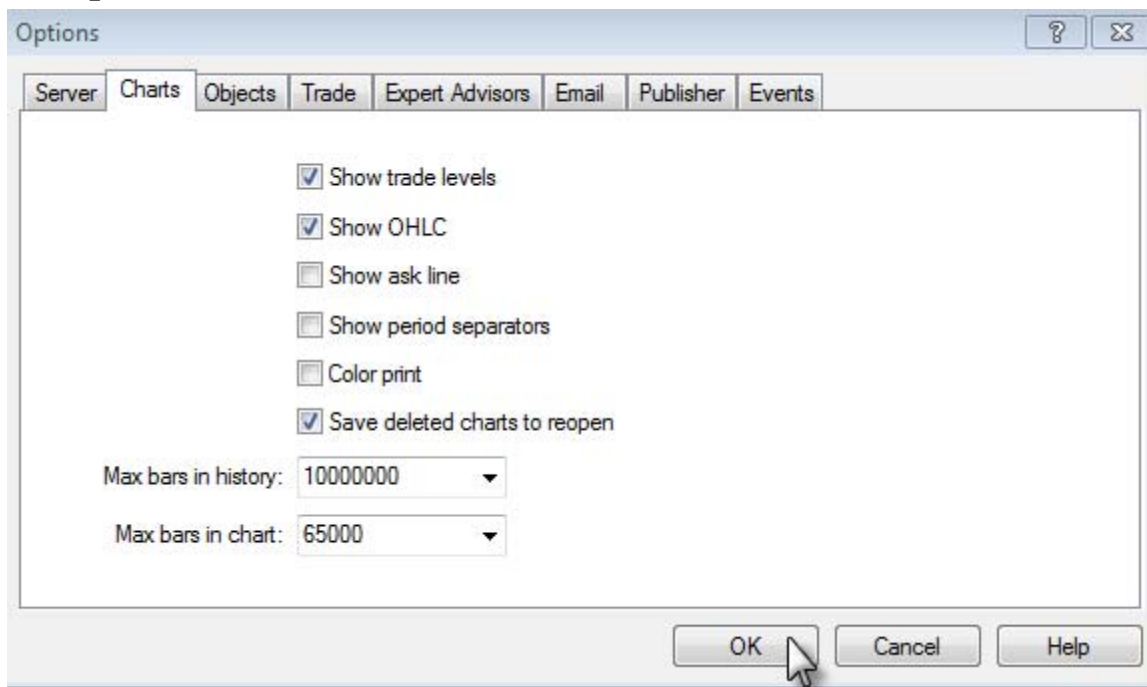 Options
Server Charts Objects Trade Expert Advisors Email Publisher Events
Show trade levels
Show OHLC
Show ask line
Show period separators
Color print
Save deleted charts to reopen
Max bars in history: 10000000
Max bars in chart: 65000
OK Cancel Help